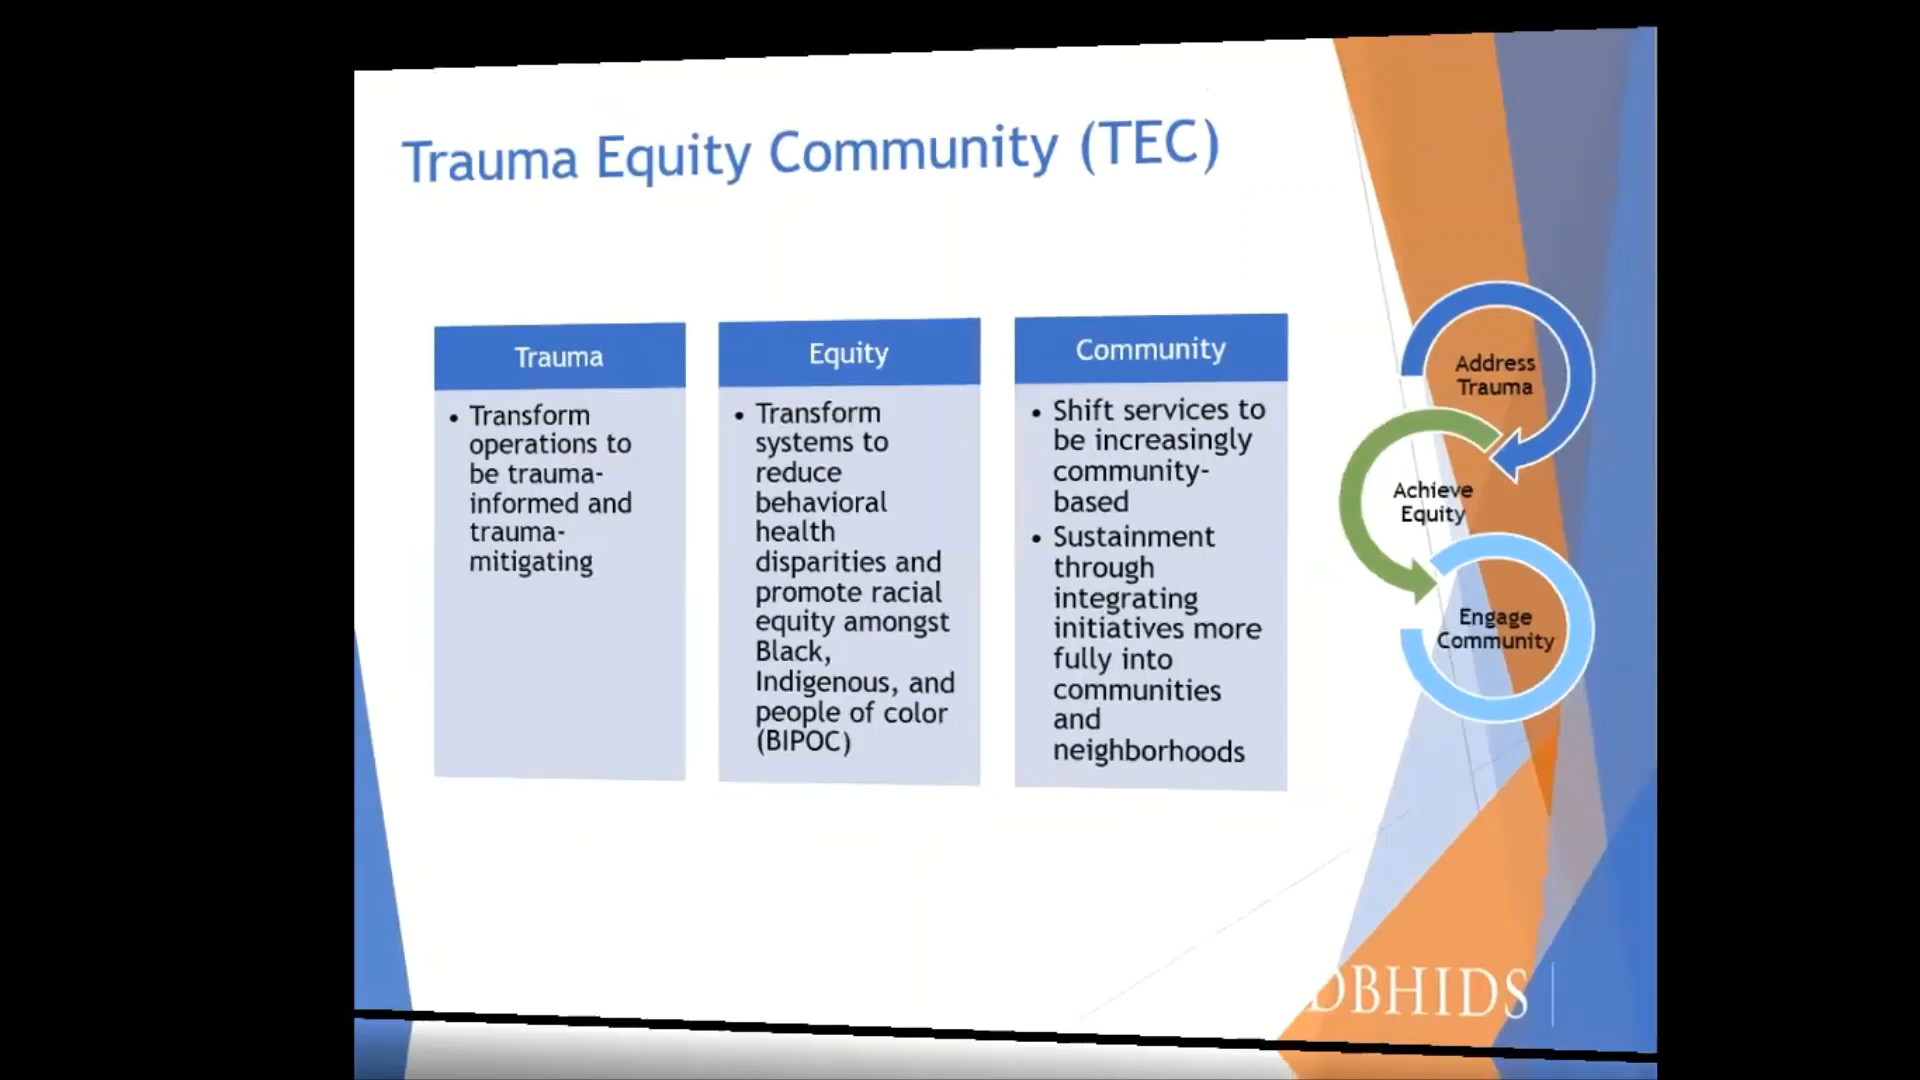 Trauma Equity Community (TEC)
Trauma
• Transform
operations to
be trauma-
informed and
trauma-
mitigating
Equity
• Transform
systems to
reduce
behavioral
health
disparities and
promote racial
equity amongst
Black,
Indigenous, and
people of color
(BIPOC)
Community
• Shift services to
be increasingly
community-
based
• Sustainment
through
integrating
initiatives more
fully into
communities
and
neighborhoods
Address
Trauma
Achieve
Equity
Engage
Community
DBHIDS